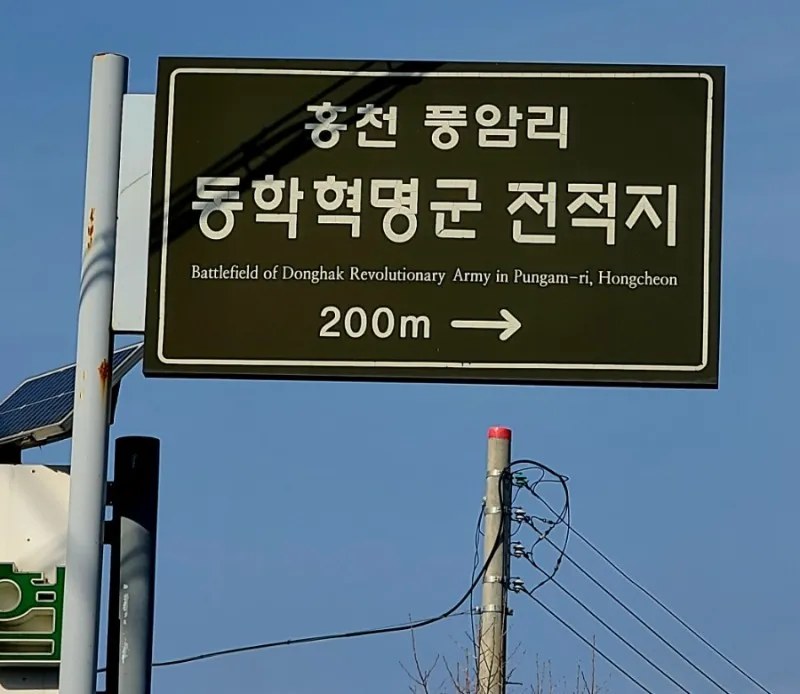 홍천 풍암리
동학혁명군 전적지
Battlefield of Donghak Revolutionary Army in Pungam-ri, Hongcheon
200m →